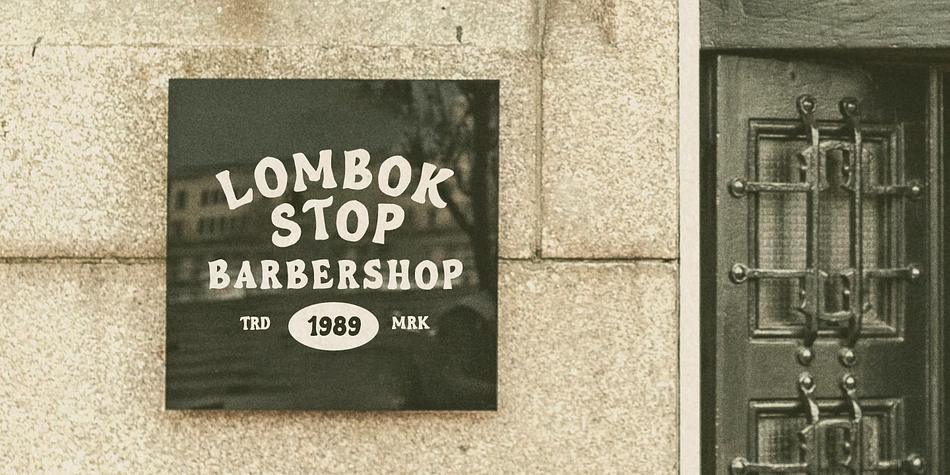 LOMBOK
STOP
BARBERSHOP
TRD 1989 MRK